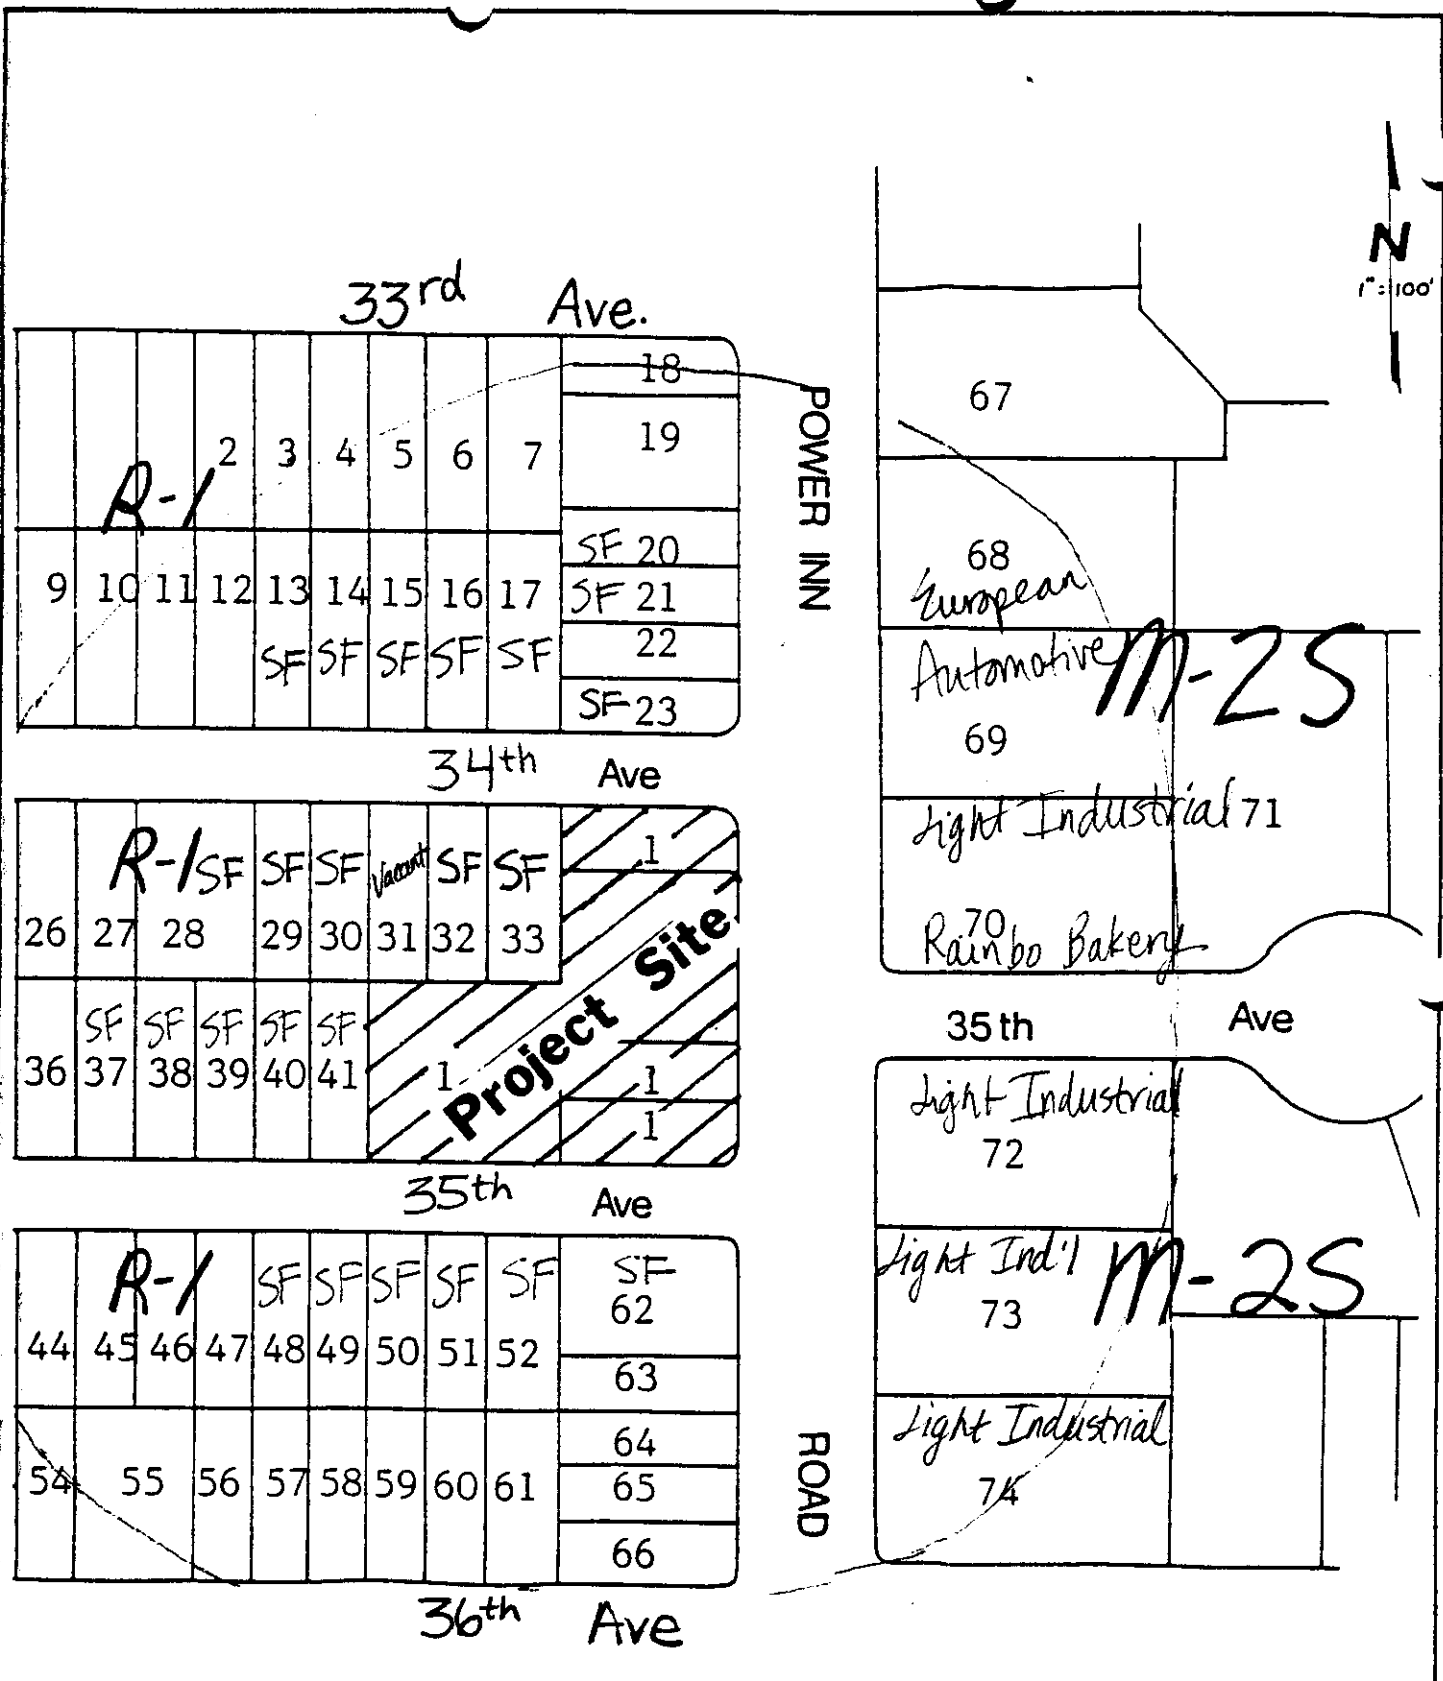 N
1"=100'
33rd Ave.
18
19
2 3 4 5 6 7
R-1
SF 20
9 10 11 12 13 14 15 16 17
SF 21
SF SF SF SF SF
22
SF 23
34th Ave
R-1 SF SF SF Vacant SF SF
1
26 27 28 29 30 31 32 33
Project Site
SF SF SF SF SF
36 37 38 39 40 41
1
1
1
35th Ave
R-1 SF SF SF SF SF
SF
62
44 45 46 47 48 49 50 51 52
63
64
54 55 56 57 58 59 60 61
65
66
36th Ave
POWER INN
ROAD
67
68
European
Automotive
M-2S
69
Light Industrial 71
70
Rainbo Bakery
35th Ave
Light Industrial
72
Light Ind'l
M-2S
73
Light Industrial
74